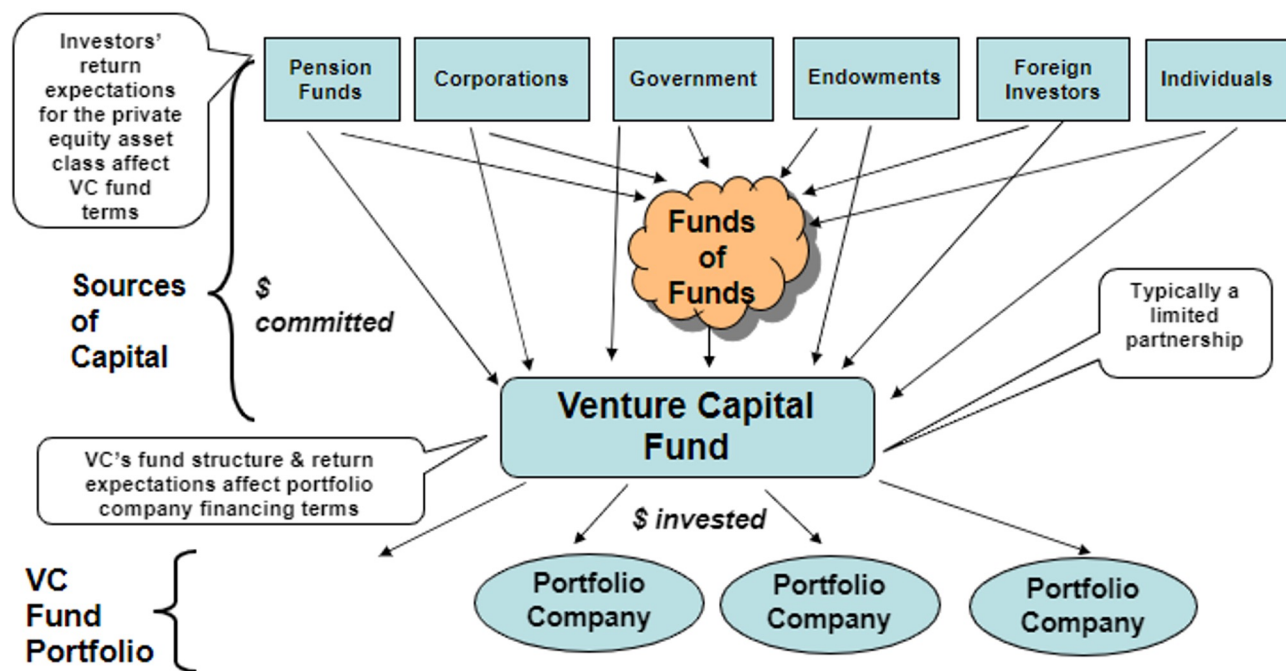 Investors'
return
expectations
for the private
equity asset
class affect
VC fund
terms
Pension
Funds
Corporations
Government
Endowments
Foreign
Investors
Individuals
Funds
of
Funds
Sources
of
Capital
$
committed
Typically a
limited
partnership
Venture Capital
Fund
VC's fund structure & return
expectations affect portfolio
company financing terms
$ invested
VC
Fund
Portfolio
Portfolio
Company
Portfolio
Company
Portfolio
Company